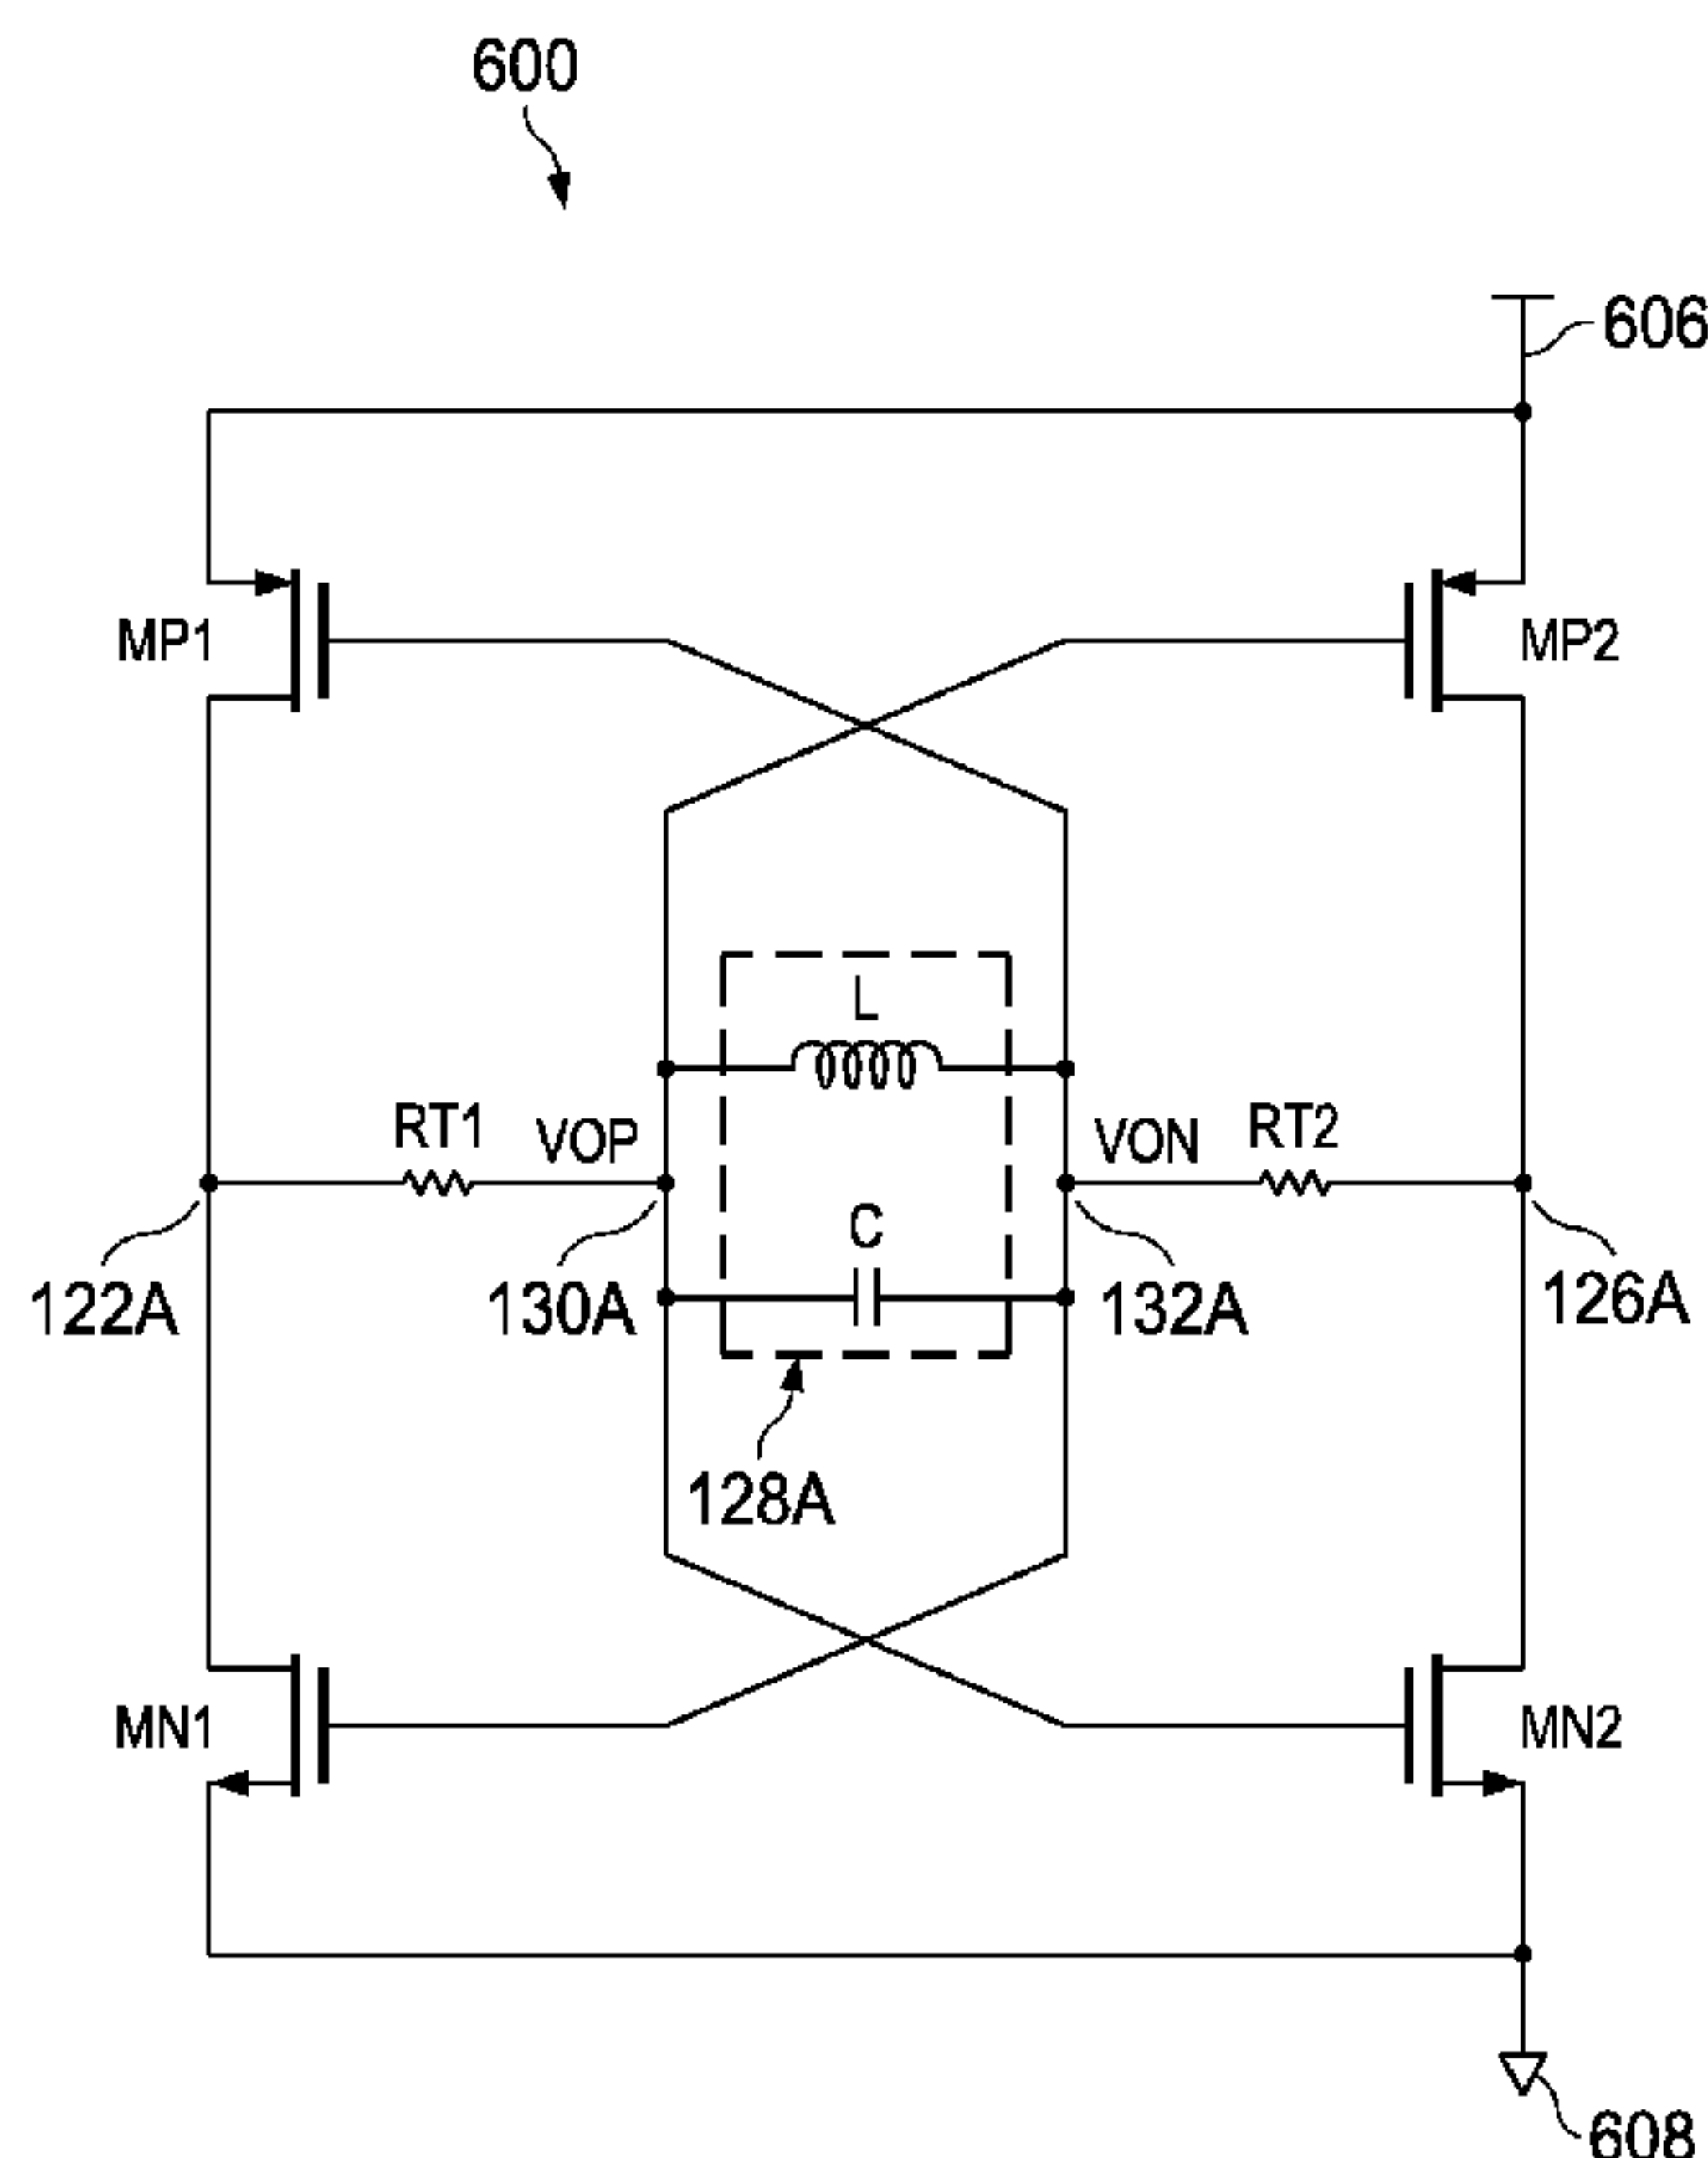 600
606
MP1
MP2
L
RT1
VOP
VON
RT2
C
122A
130A
132A
126A
128A
MN1
MN2
608